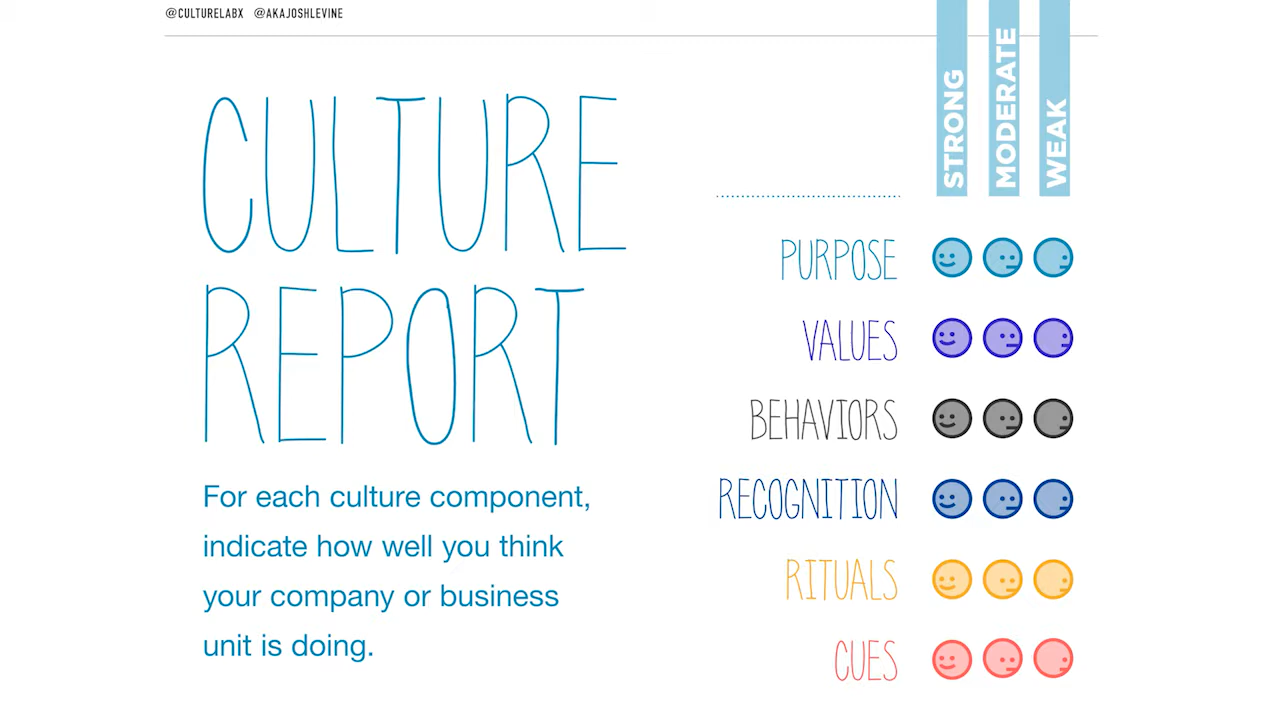 @CULTURELABX @AKAJOSHLEVINE
STRONG
MODERATE
WEAK
CULTURE
REPORT
For each culture component,
indicate how well you think
your company or business
unit is doing.
PURPOSE
VALUES
BEHAVIORS
RECOGNITION
RITUALS
CUES